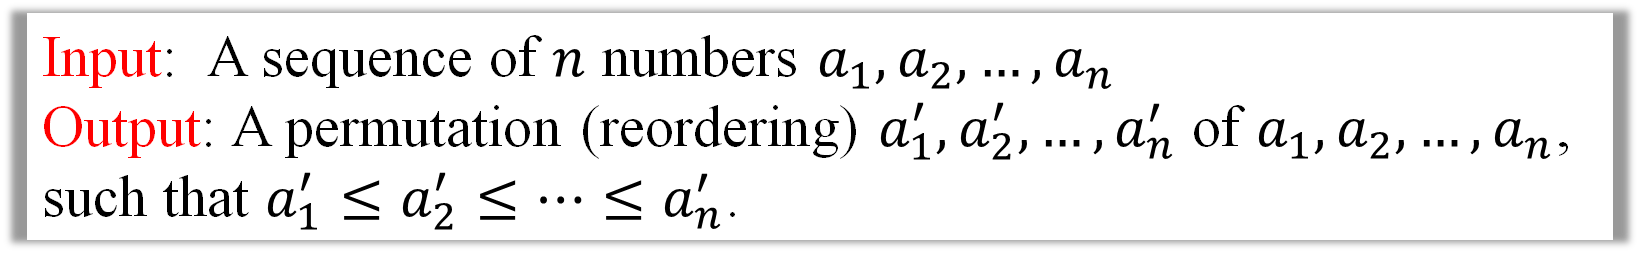 Input:  A sequence of n numbers a₁, a₂, … , aₙ
Output: A permutation (reordering) a′₁, a′₂, … , a′ₙ of a₁, a₂, … , aₙ,
such that a′₁ ≤ a′₂ ≤ ⋯ ≤ a′ₙ.